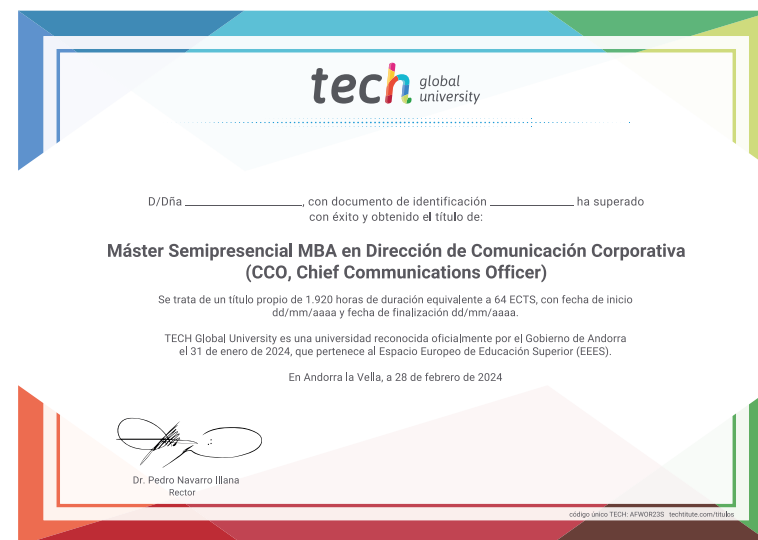 tech global
university
D/Dña ____________________, con documento de identificación ______________ ha superado
con éxito y obtenido el título de:
Máster Semipresencial MBA en Dirección de Comunicación Corporativa
(CCO, Chief Communications Officer)
Se trata de un título propio de 1.920 horas de duración equivalente a 64 ECTS, con fecha de inicio
dd/mm/aaaa y fecha de finalización dd/mm/aaaa.
TECH Global University es una universidad reconocida oficialmente por el Gobierno de Andorra
el 31 de enero de 2024, que pertenece al Espacio Europeo de Educación Superior (EEES).
En Andorra la Vella, a 28 de febrero de 2024
Dr. Pedro Navarro Illana
Rector
código único TECH: AFWOR23S techtitute.com/titulos